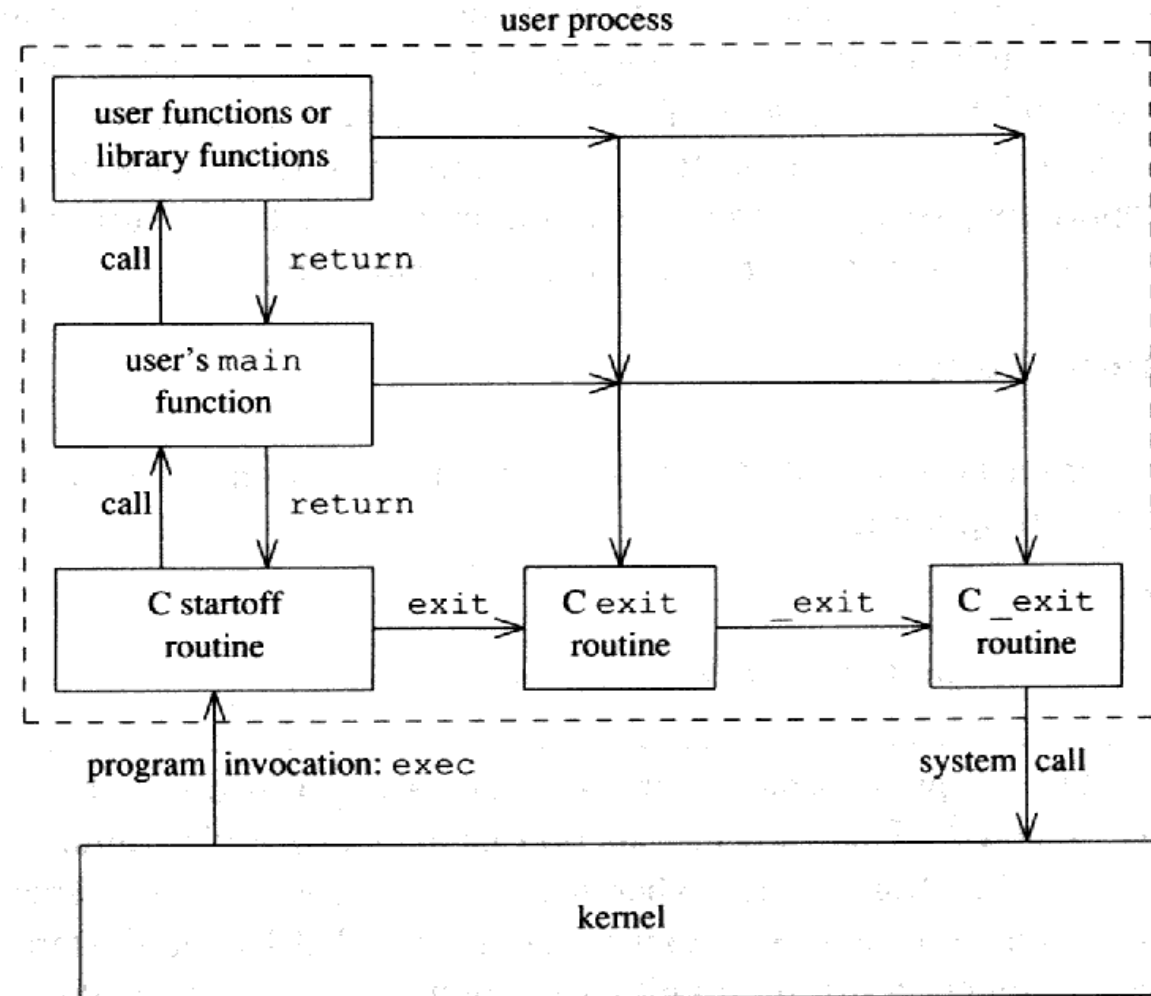 user process
user functions or
library functions
call
return
user's main
function
call
return
C startoff
routine
exit
C exit
routine
_exit
C _exit
routine
program invocation: exec
system call
kernel